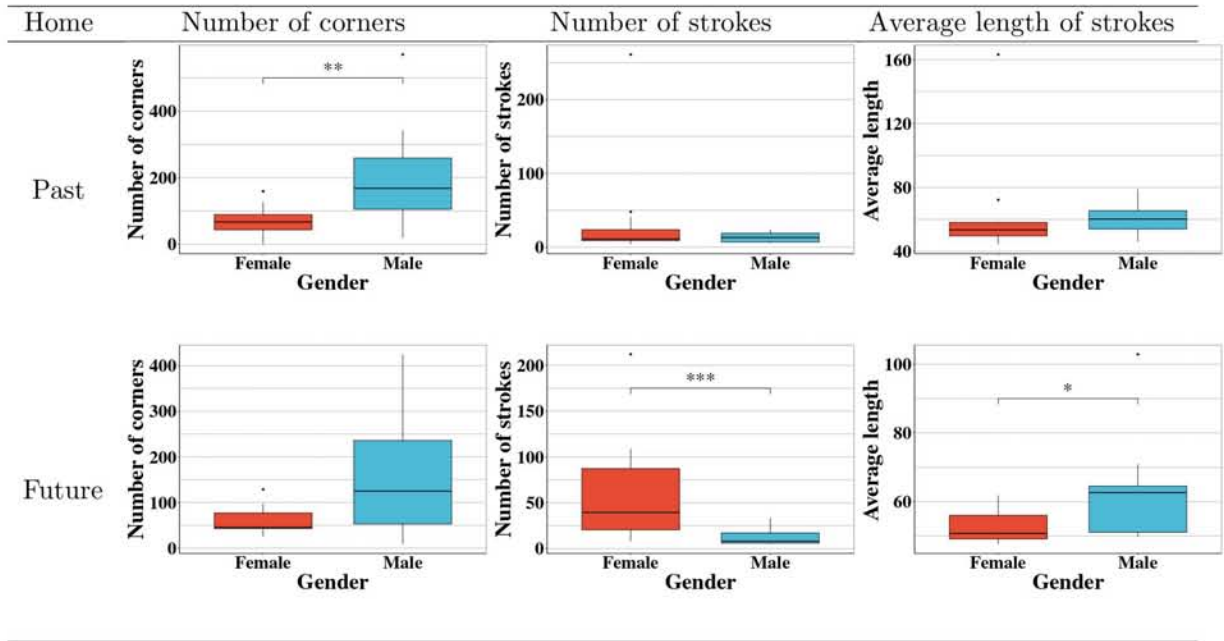 Home Number of corners Number of strokes Average length of strokes
Past
Number of corners
400
200
0
**
Female Male
Gender
Number of strokes
200
100
0
Female Male
Gender
Average length
160
120
80
40
Female Male
Gender
Future
Number of corners
400
300
200
100
0
Female Male
Gender
Number of strokes
200
150
100
50
0
***
Female Male
Gender
Average length
100
80
60
*
Female Male
Gender